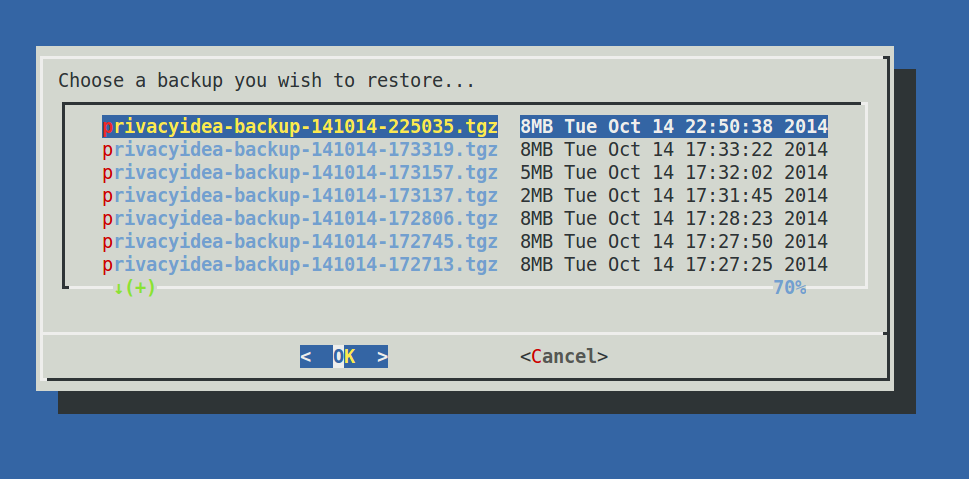 Choose a backup you wish to restore...
privacyidea-backup-141014-225035.tgz  8MB Tue Oct 14 22:50:38 2014
privacyidea-backup-141014-173319.tgz  8MB Tue Oct 14 17:33:22 2014
privacyidea-backup-141014-173157.tgz  5MB Tue Oct 14 17:32:02 2014
privacyidea-backup-141014-173137.tgz  2MB Tue Oct 14 17:31:45 2014
privacyidea-backup-141014-172806.tgz  8MB Tue Oct 14 17:28:23 2014
privacyidea-backup-141014-172745.tgz  8MB Tue Oct 14 17:27:50 2014
privacyidea-backup-141014-172713.tgz  8MB Tue Oct 14 17:27:25 2014
↓(+)  70%
<  OK  >  <Cancel>